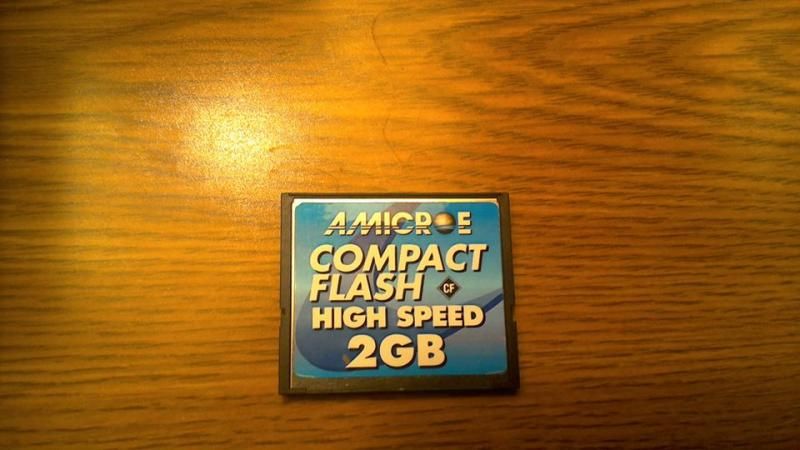 AMICROE
COMPACT
FLASH CF
HIGH SPEED
2GB